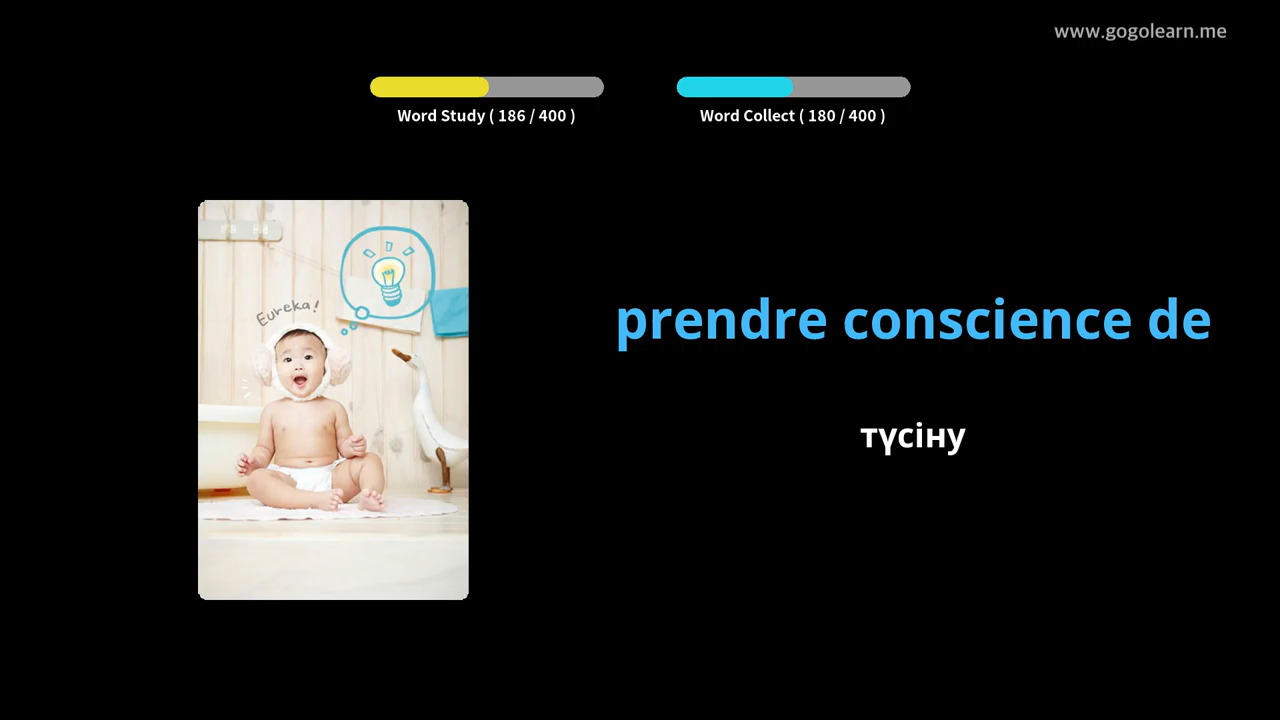 www.gogolearn.me
Word Study ( 186 / 400 )
Word Collect ( 180 / 400 )
Eureka!
prendre conscience de
түсіну